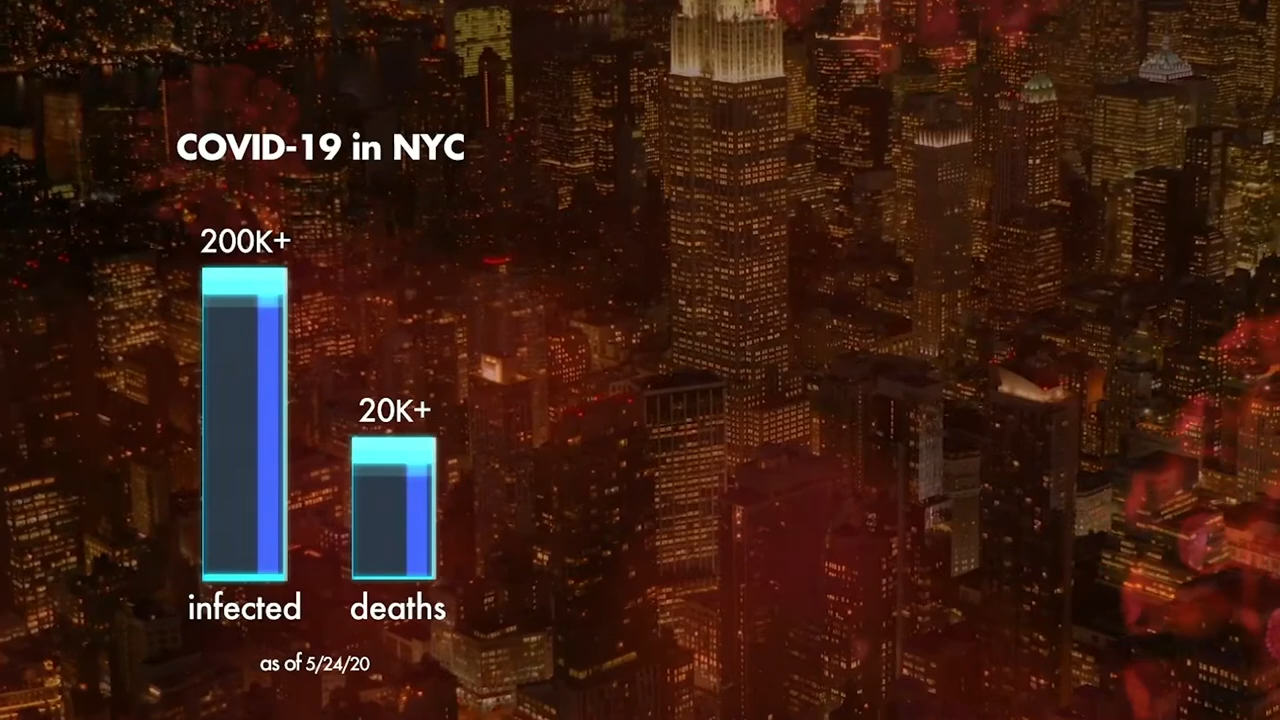 COVID-19 in NYC
200K+
20K+
infected
deaths
as of 5/24/20